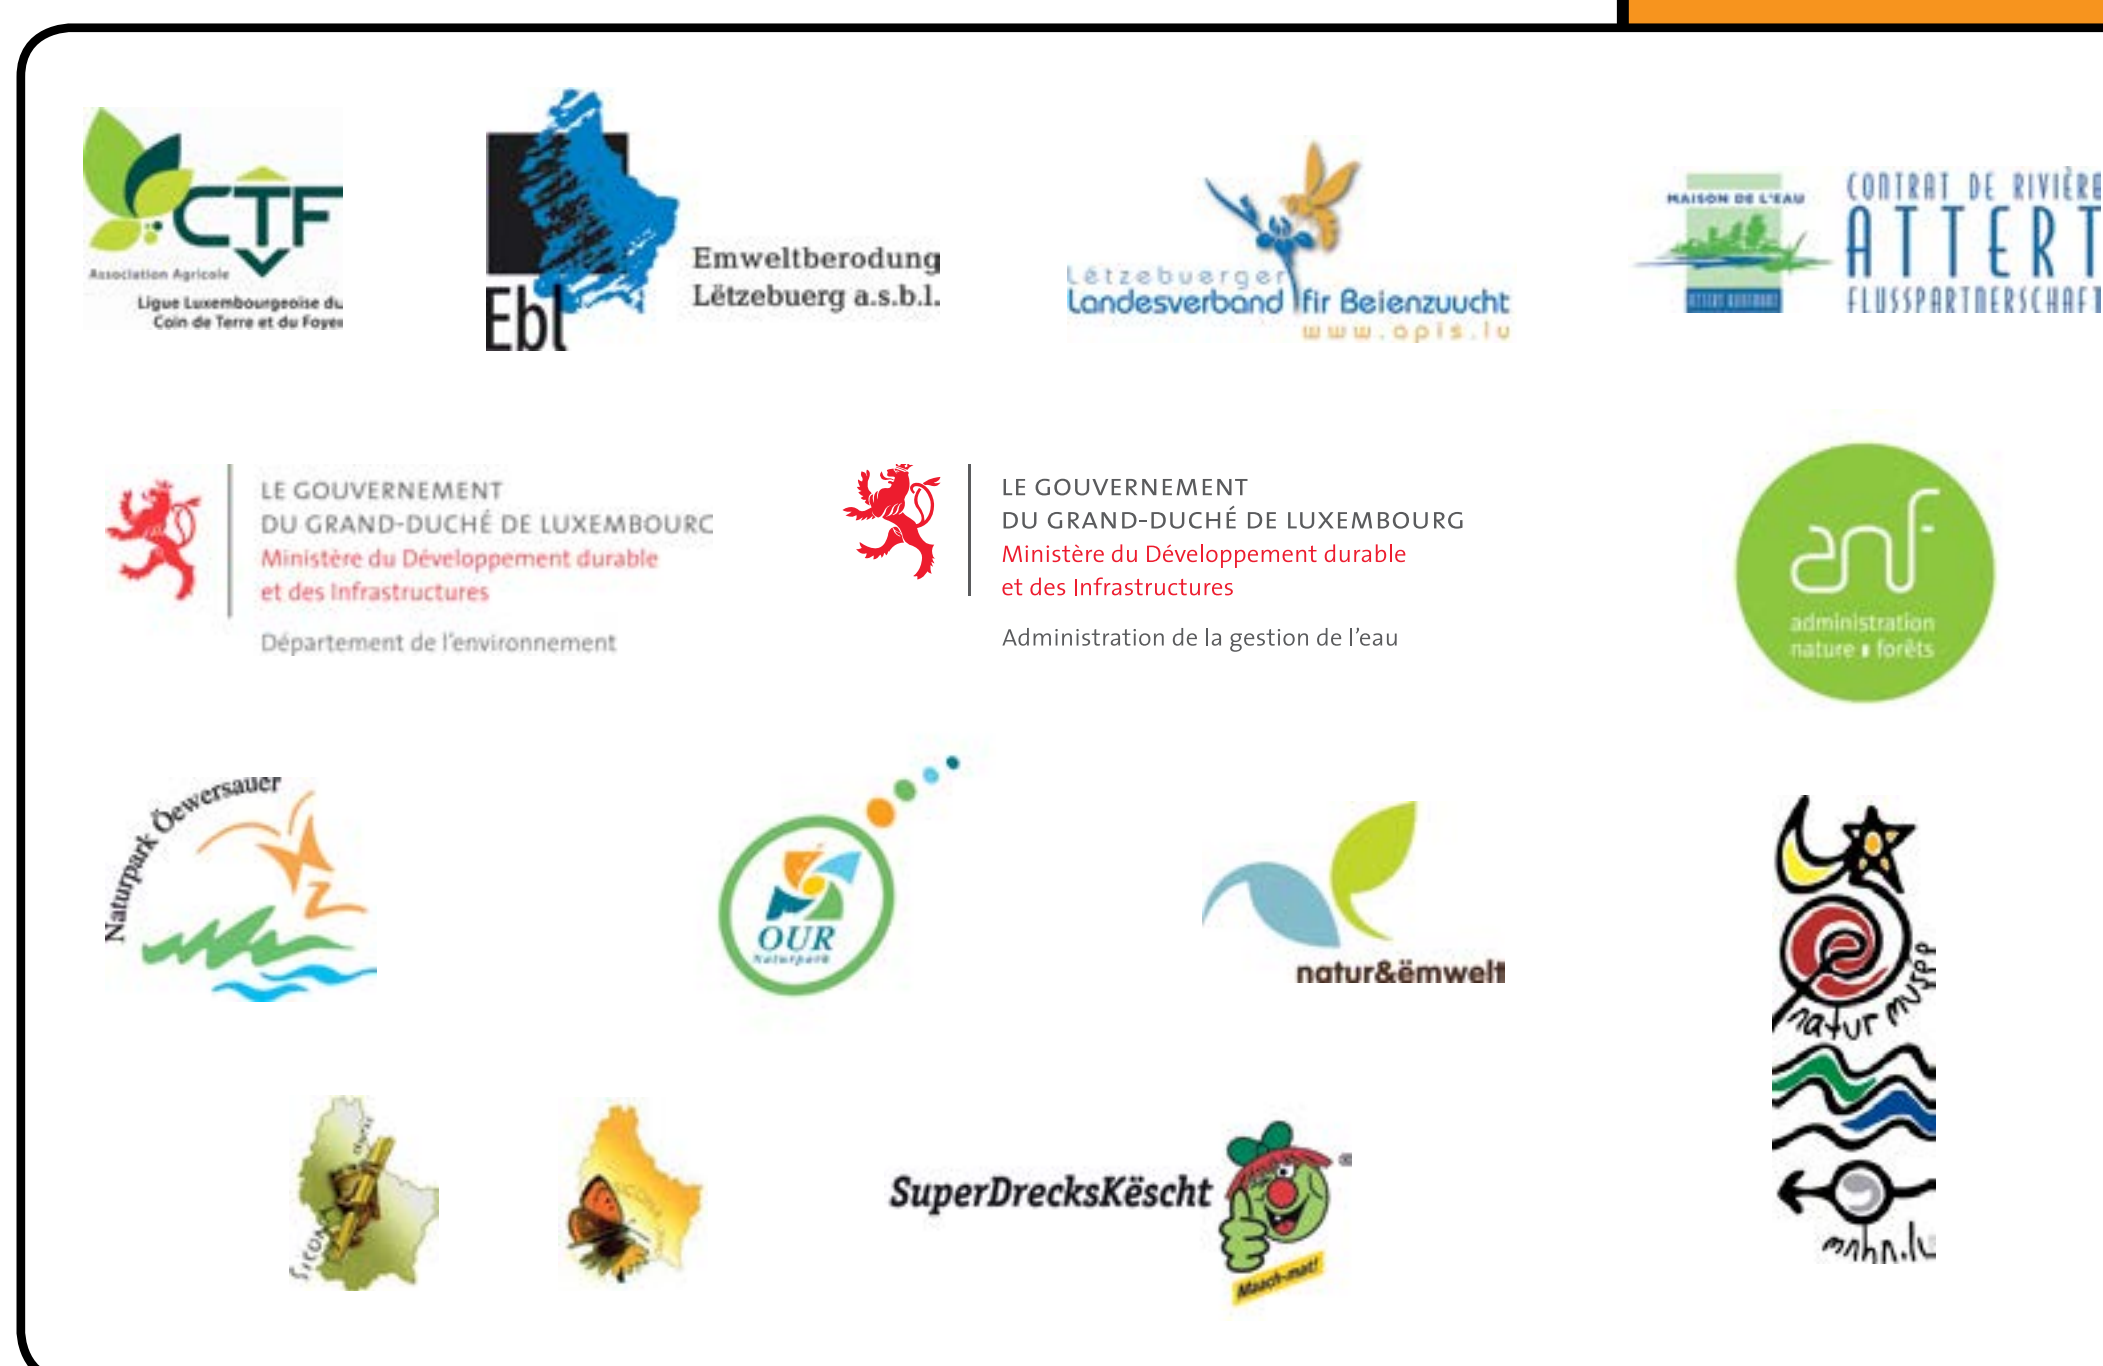 CTF
Association Agricole
Ligue Luxembourgeoise du
Coin de Terre et du Foyer
Ebl
Emweltberodung
Lëtzebuerg a.s.b.l.
Lëtzebuerger
Landesverband fir Beienzuucht
www.apis.lu
MAISON DE L'EAU
CONTRAT DE RIVIÈRE
ATTERT
FLUSSPARTNERSCHAFT
LE GOUVERNEMENT
DU GRAND-DUCHÉ DE LUXEMBOURG
Ministère du Développement durable
et des Infrastructures
Département de l'environnement
LE GOUVERNEMENT
DU GRAND-DUCHÉ DE LUXEMBOURG
Ministère du Développement durable
et des Infrastructures
Administration de la gestion de l'eau
anf
administration
nature forêts
Naturpark Öewersauer
OUR
Naturpark
natur&ëmwelt
natur musée
mnhn.lu
SICONA
SuperDrecksKëscht
®
Maach-mat!